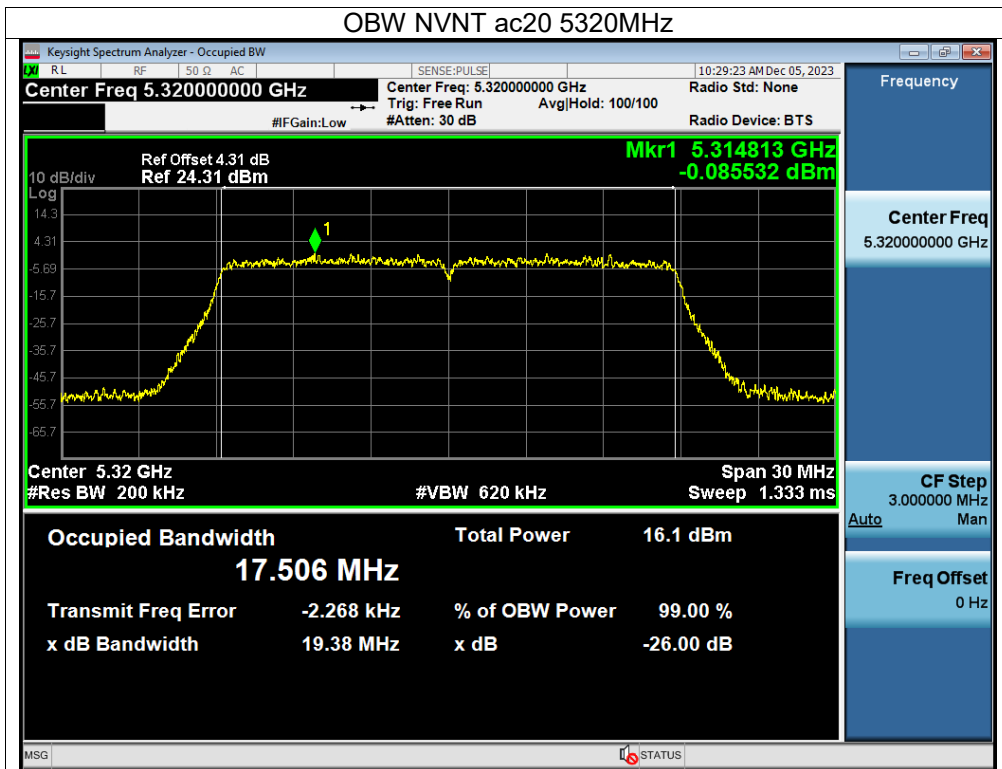 OBW NVNT ac20 5320MHz
Keysight Spectrum Analyzer - Occupied BW
LXI RL RF 50 Ω AC SENSE:PULSE 10:29:23 AM Dec 05, 2023
Center Freq 5.320000000 GHz Center Freq: 5.320000000 GHz Radio Std: None
Trig: Free Run Avg|Hold: 100/100
#IFGain:Low #Atten: 30 dB Radio Device: BTS
Frequency
Mkr1 5.314813 GHz
Ref Offset 4.31 dB
10 dB/div Ref 24.31 dBm -0.085532 dBm
Log
14.3
1
4.31
-5.69
-15.7
-25.7
-35.7
-45.7
-55.7
-65.7
Center 5.32 GHz Span 30 MHz
#Res BW 200 kHz #VBW 620 kHz Sweep 1.333 ms
Center Freq
5.320000000 GHz
CF Step
3.000000 MHz
Auto Man
Freq Offset
0 Hz
Occupied Bandwidth Total Power 16.1 dBm
17.506 MHz
Transmit Freq Error -2.268 kHz % of OBW Power 99.00 %
x dB Bandwidth 19.38 MHz x dB -26.00 dB
MSG STATUS